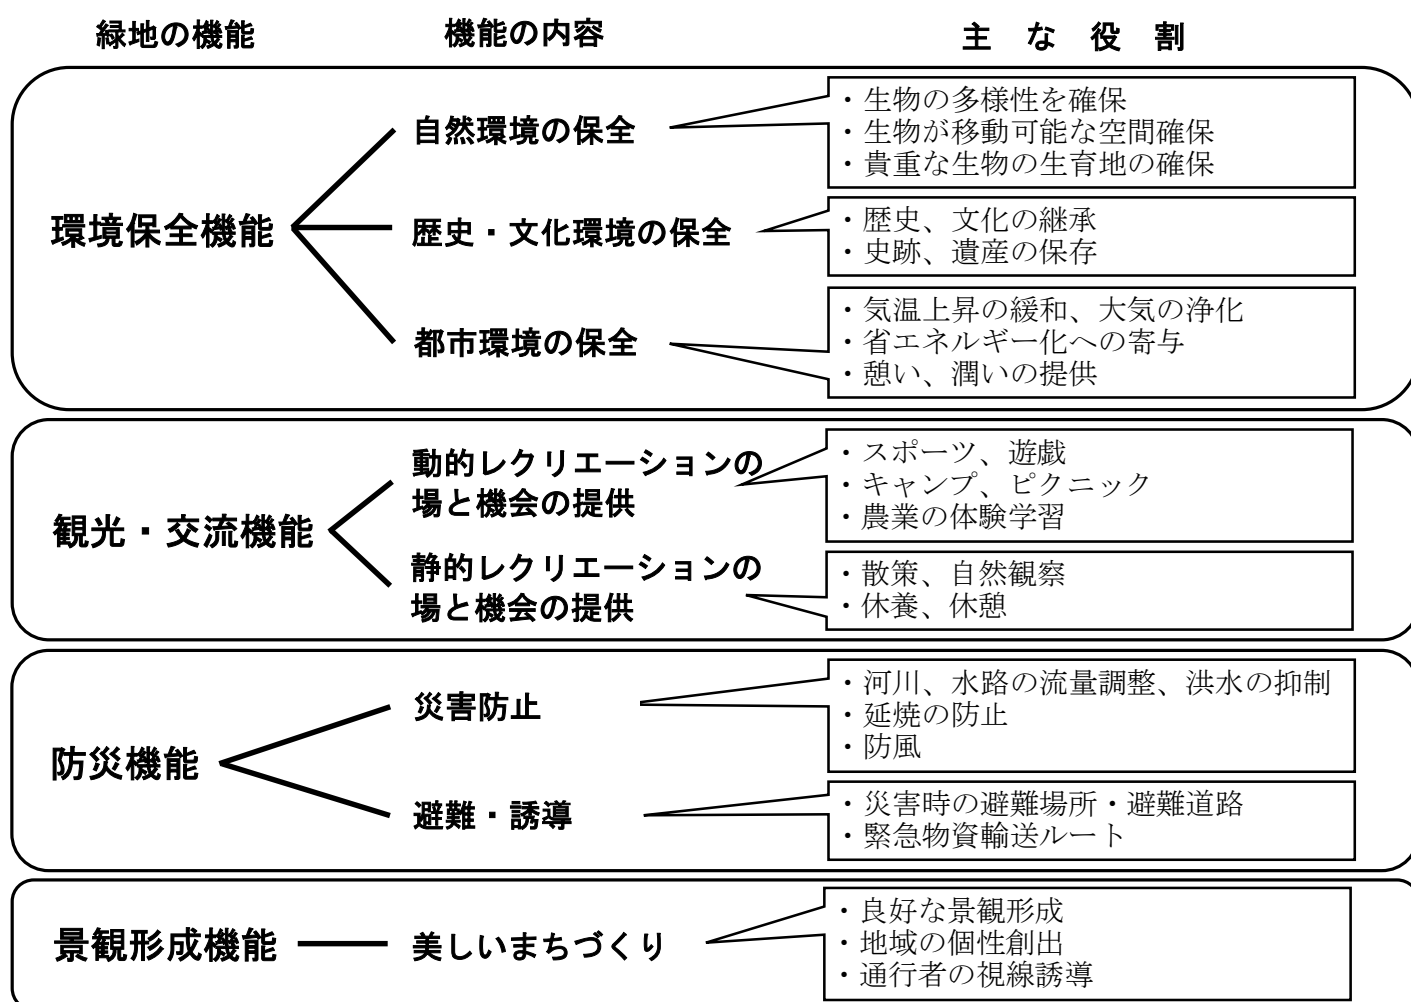 緑地の機能
機能の内容
主な役割
環境保全機能
自然環境の保全
・生物の多様性を確保
・生物が移動可能な空間確保
・貴重な生物の生育地の確保
歴史・文化環境の保全
・歴史、文化の継承
・史跡、遺産の保存
都市環境の保全
・気温上昇の緩和、大気の浄化
・省エネルギー化への寄与
・憩い、潤いの提供
観光・交流機能
動的レクリエーションの
場と機会の提供
・スポーツ、遊戯
・キャンプ、ピクニック
・農業の体験学習
静的レクリエーションの
場と機会の提供
・散策、自然観察
・休養、休憩
防災機能
災害防止
・河川、水路の流量調整、洪水の抑制
・延焼の防止
・防風
避難・誘導
・災害時の避難場所・避難道路
・緊急物資輸送ルート
景観形成機能
美しいまちづくり
・良好な景観形成
・地域の個性創出
・通行者の視線誘導